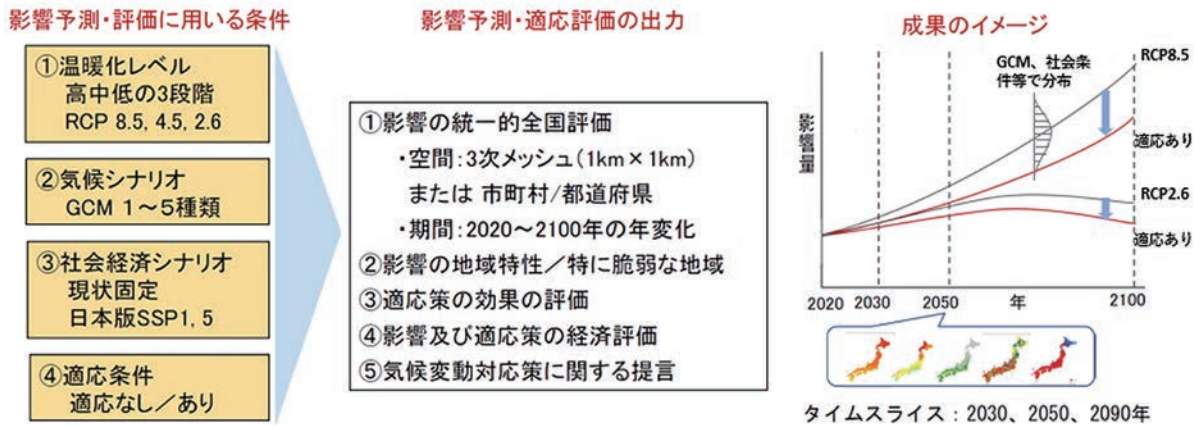 影響予測・評価に用いる条件
①温暖化レベル
高中低の3段階
RCP 8.5, 4.5, 2.6
②気候シナリオ
GCM 1～5種類
③社会経済シナリオ
現状固定
日本版SSP1, 5
④適応条件
適応なし／あり
影響予測・適応評価の出力
①影響の統一的全国評価
・空間：3次メッシュ（1km×1km）
または 市町村/都道府県
・期間：2020～2100年の年変化
②影響の地域特性／特に脆弱な地域
③適応策の効果の評価
④影響及び適応策の経済評価
⑤気候変動対応策に関する提言
成果のイメージ
RCP8.5
GCM、社会条
件等で分布
影響量
適応あり
RCP2.6
適応あり
2020 2030 2050 年 2100
タイムスライス：2030、2050、2090年